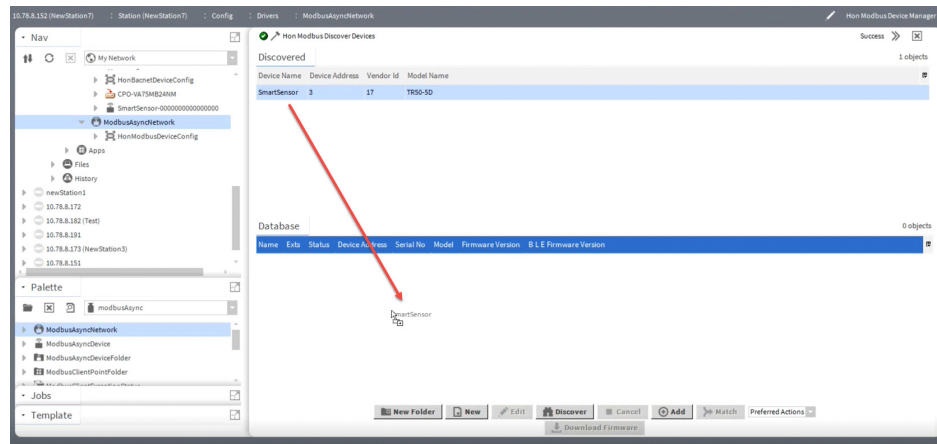 10.78.8.152 (NewStation7) : Station (NewStation7) : Config : Drivers : ModbusAsyncNetwork Hon Modbus Device Manager
Nav
My Network
HonBacnetDeviceConfig
CPO-VA75MB24NM
SmartSensor-0000000000000000
ModbusAsyncNetwork
HonModbusDeviceConfig
Apps
Files
History
newStation1
10.78.8.172
10.78.8.182 (Test)
10.78.8.191
10.78.8.173 (NewStation3)
10.78.8.151
Palette
modbusAsync
ModbusAsyncNetwork
ModbusAsyncDevice
ModbusAsyncDeviceFolder
ModbusClientPointFolder
Jobs
Template
Hon Modbus Discover Devices Success
Discovered 1 objects
Device Name Device Address Vendor Id Model Name
SmartSensor 3 17 TR50-5D
Database 0 objects
Name Exts Status Device Address Serial No Model Firmware Version B L E Firmware Version
SmartSensor
New Folder New Edit Discover Cancel Add Match Preferred Actions
Download Firmware